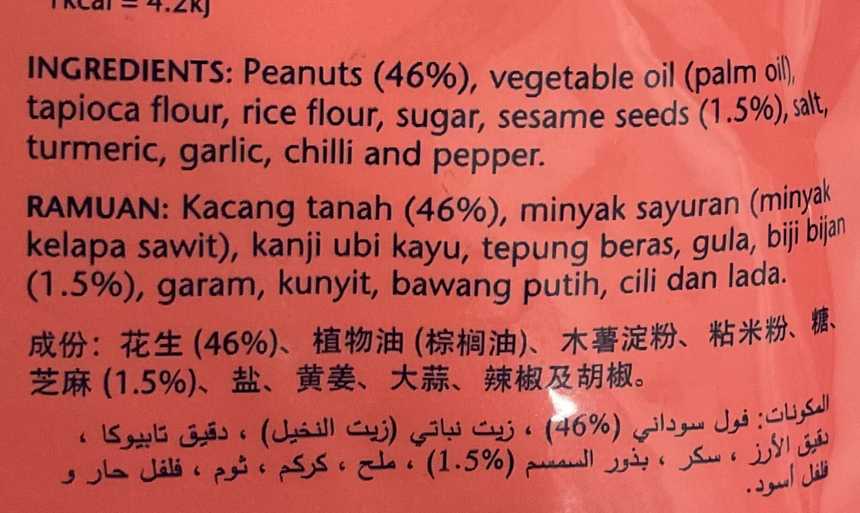 1kcal = 4.2kJ
INGREDIENTS: Peanuts (46%), vegetable oil (palm oil),
tapioca flour, rice flour, sugar, sesame seeds (1.5%), salt,
turmeric, garlic, chilli and pepper.
RAMUAN: Kacang tanah (46%), minyak sayuran (minyak
kelapa sawit), kanji ubi kayu, tepung beras, gula, biji bijan
(1.5%), garam, kunyit, bawang putih, cili dan lada.
成份：花生 (46%)、植物油 (棕榈油)、木薯淀粉、粘米粉、糖、
芝麻 (1.5%)、盐、黄姜、大蒜、辣椒及胡椒。
المكونات: فول سوداني (46%) ، زيت نباتي (زيت النخيل) ، دقيق تابيوكا ،
دقيق الأرز ، سكر ، بذور السمسم (1.5%) ، ملح ، كركم ، ثوم ، فلفل حار و
فلفل أسود.